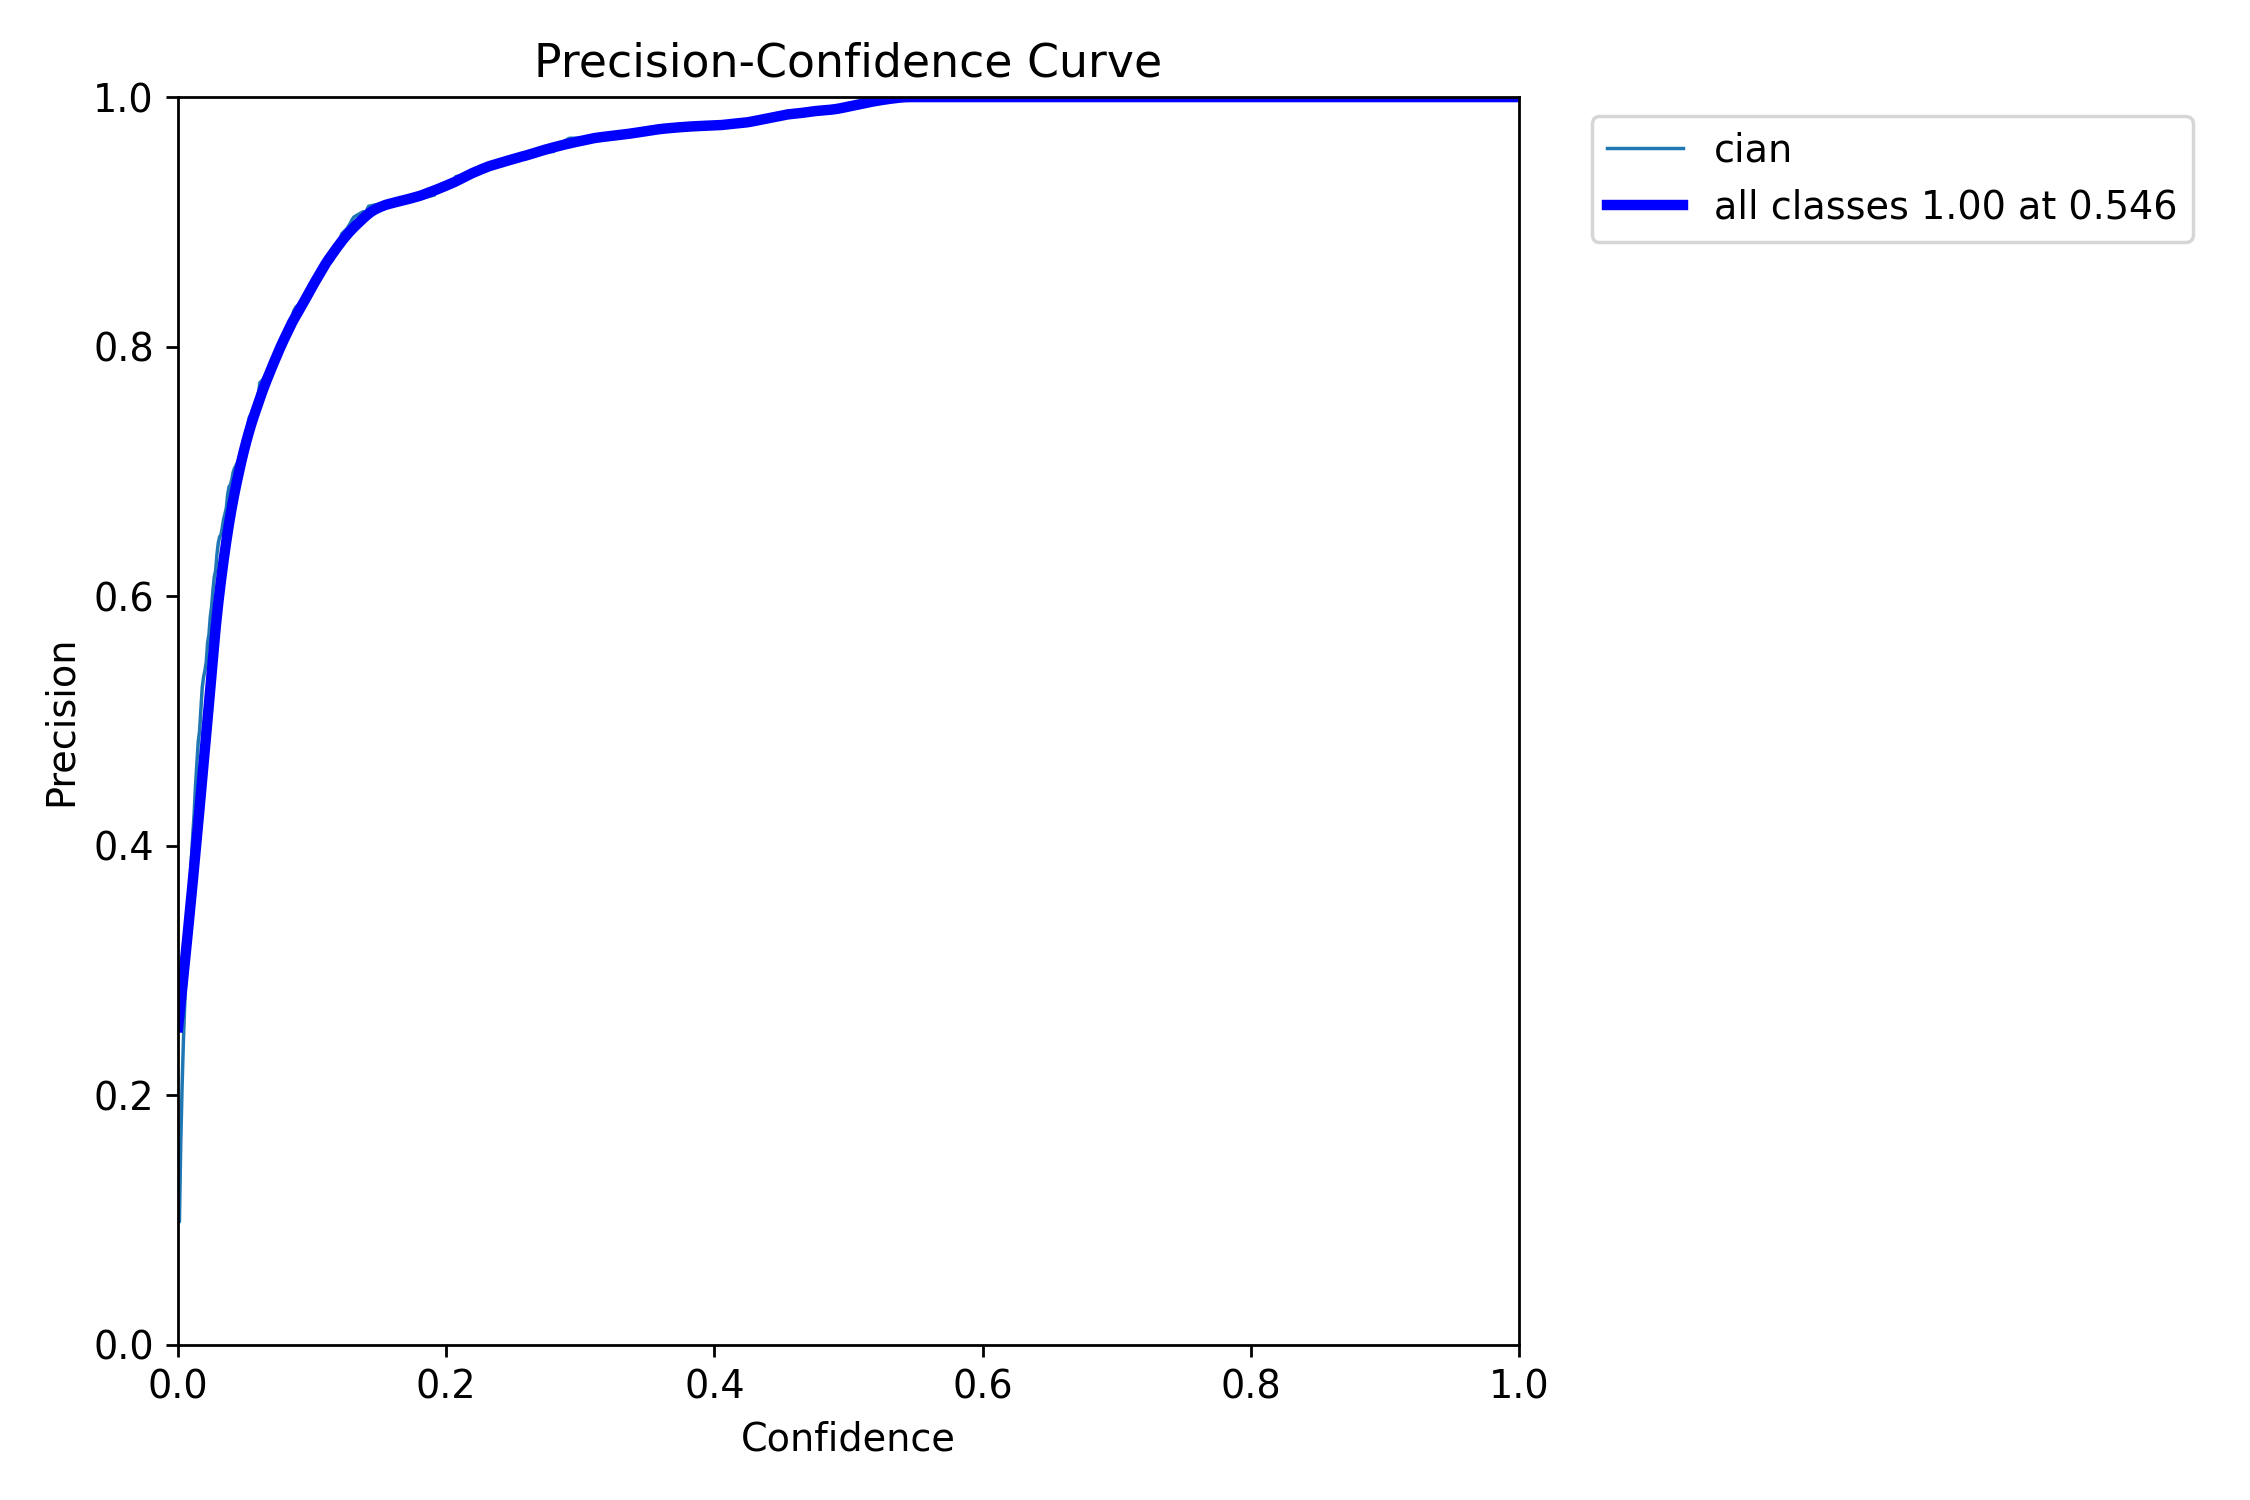 Precision-Confidence Curve
cian
all classes 1.00 at 0.546
1.0
0.8
0.6
0.4
0.2
0.0
Precision
0.0 0.2 0.4 0.6 0.8 1.0
Confidence